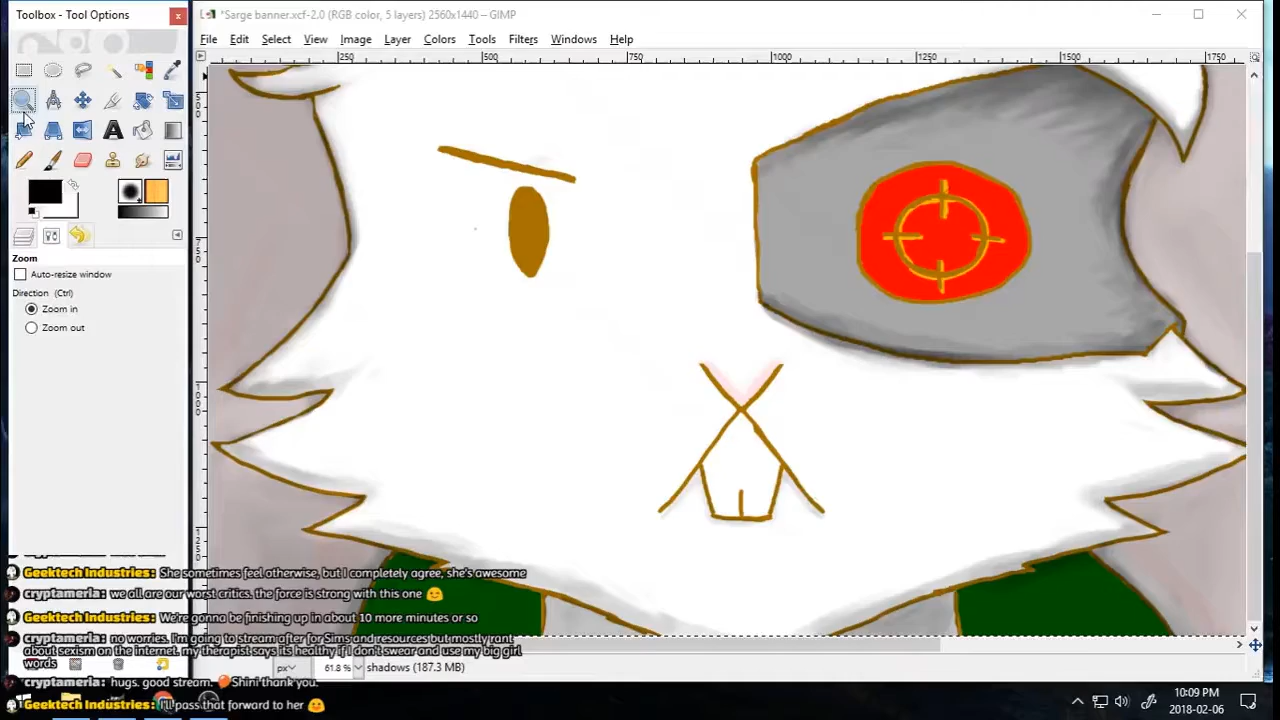 Toolbox - Tool Options
*Sarge banner.xcf-2.0 (RGB color, 5 layers) 2560x1440 – GIMP
File Edit Select View Image Layer Colors Tools Filters Windows Help
250 500 750 1000 1250 1500 1750
Zoom
Auto-resize window
Direction (Ctrl)
Zoom in
Zoom out
Geektech Industries: She sometimes feel otherwise, but I completely agree, she's awesome
cryptameria: we all are our worst critics. the force is strong with this one
Geektech Industries: We're gonna be finishing up in about 10 more minutes or so
cryptameria: no worries. I'm going to stream after for Sims and resources but mostly rant
about sexism on the internet. my therapist says its healthy if I don't swear and use my big girl
words
cryptameria: hugs. good stream. Shini thank you.
Geektech Industries: I'll pass that forward to her
px 61.8 % shadows (187.3 MB)
10:09 PM
2018-02-06